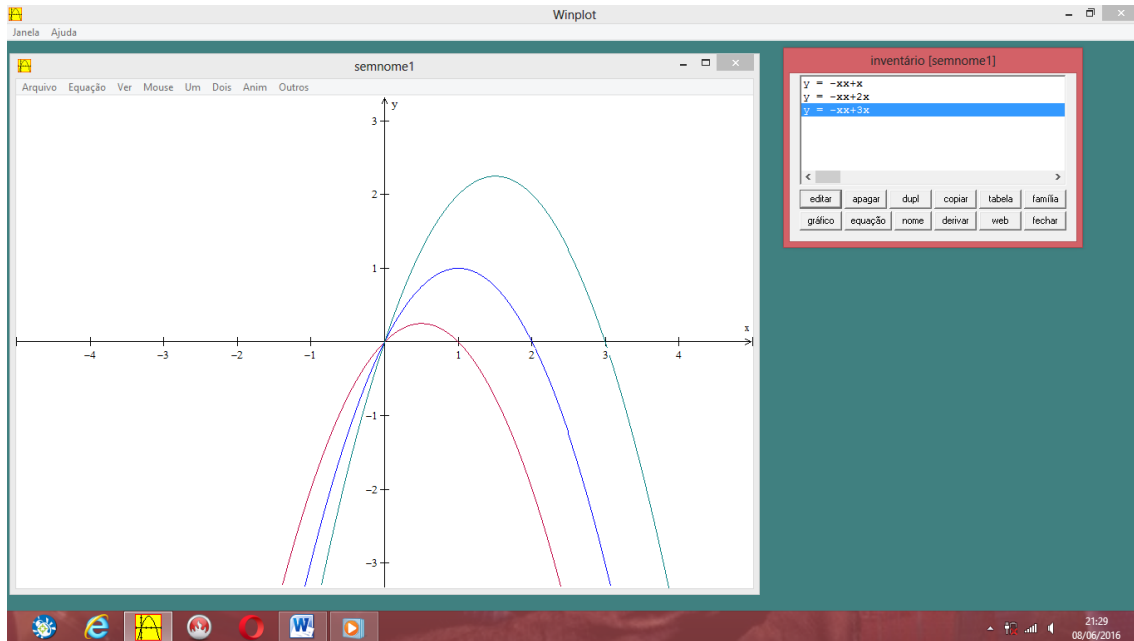 Winplot
Janela Ajuda
semnome1
Arquivo Equação Ver Mouse Um Dois Anim Outros
y
3
2
1
x
−4 −3 −2 −1 1 2 3 4
−1
−2
−3
inventário [semnome1]
y = -xx+x
y = -xx+2x
y = -xx+3x
editar apagar dupl copiar tabela família
gráfico equação nome derivar web fechar
21:29
08/06/2016